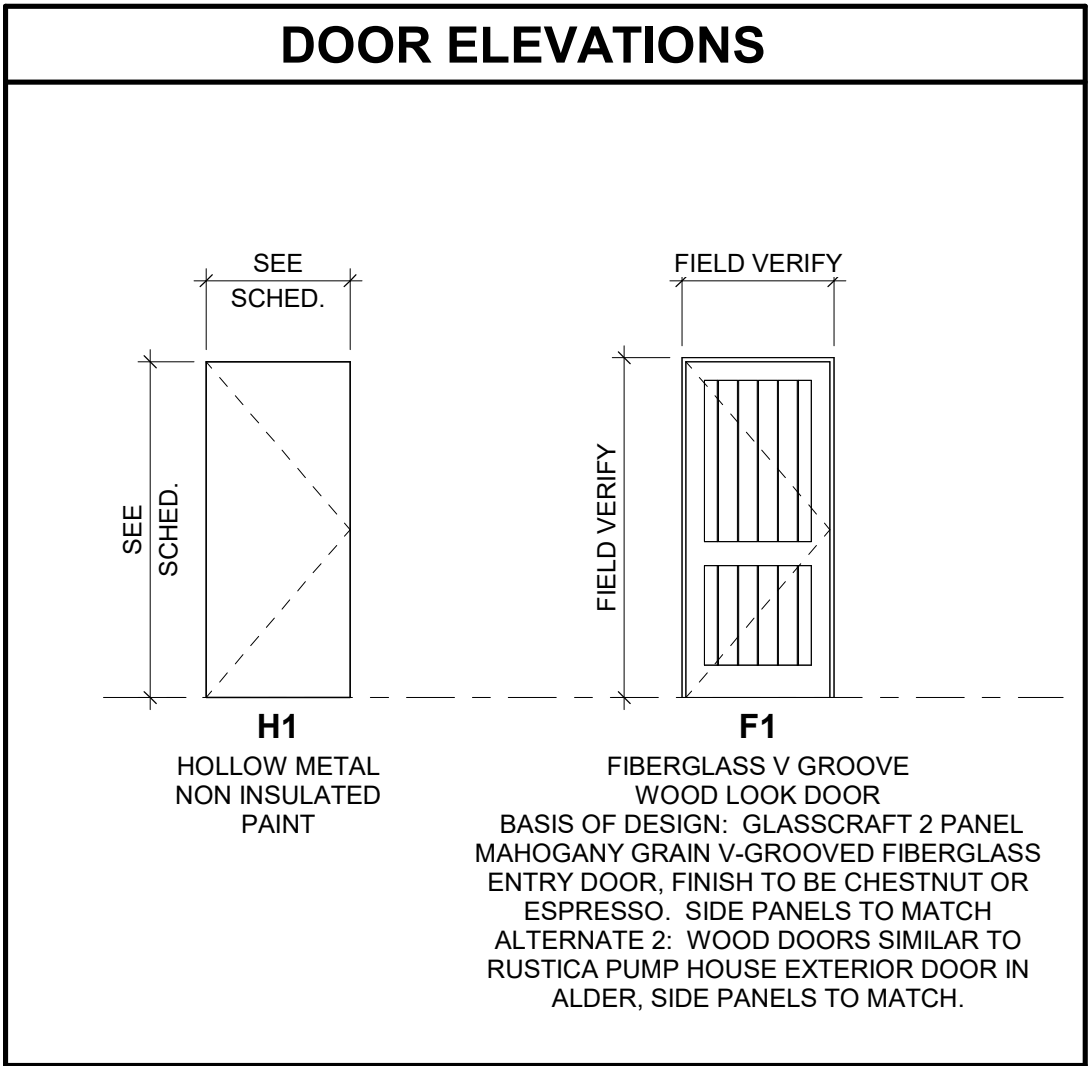 DOOR ELEVATIONS
SEE
SCHED.
SEE
SCHED.
H1
HOLLOW METAL
NON INSULATED
PAINT
FIELD VERIFY
FIELD VERIFY
F1
FIBERGLASS V GROOVE
WOOD LOOK DOOR
BASIS OF DESIGN: GLASSCRAFT 2 PANEL
MAHOGANY GRAIN V-GROOVED FIBERGLASS
ENTRY DOOR, FINISH TO BE CHESTNUT OR
ESPRESSO. SIDE PANELS TO MATCH
ALTERNATE 2: WOOD DOORS SIMILAR TO
RUSTICA PUMP HOUSE EXTERIOR DOOR IN
ALDER, SIDE PANELS TO MATCH.